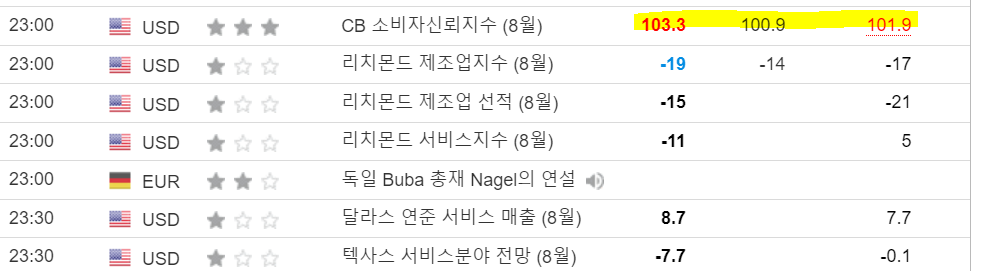 23:00 USD CB 소비자신뢰지수 (8월) 103.3 100.9 101.9
23:00 USD 리치몬드 제조업지수 (8월) -19 -14 -17
23:00 USD 리치몬드 제조업 선적 (8월) -15 -21
23:00 USD 리치몬드 서비스지수 (8월) -11 5
23:00 EUR 독일 Buba 총재 Nagel의 연설
23:30 USD 달라스 연준 서비스 매출 (8월) 8.7 7.7
23:30 USD 텍사스 서비스분야 전망 (8월) -7.7 -0.1